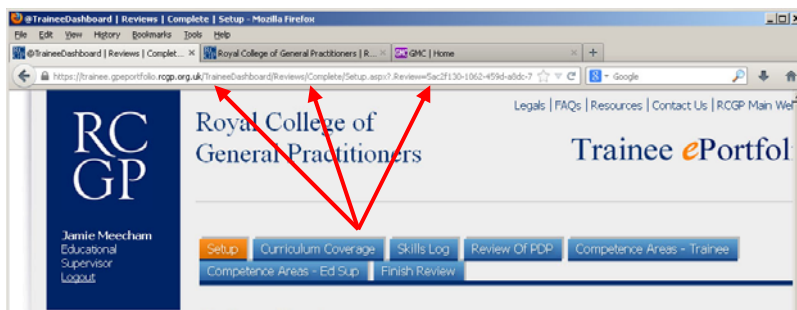 @TraineeDashboard | Reviews | Complete | Setup - Mozilla Firefox
File Edit View History Bookmarks Tools Help
@TraineeDashboard | Reviews | Complet... × Royal College of General Practitioners | R... × GMC GMC | Home × +
https://trainee.gpeportfolio.rcgp.org.uk/TraineeDashboard/Reviews/Complete/Setup.aspx?.Review=5ac2f130-1062-459d-a8dc-7 Google
Legals | FAQs | Resources | Contact Us | RCGP Main Web
RC
GP
Royal College of
General Practitioners
Trainee ePortfol
Jamie Meecham
Educational
Supervisor
Logout
Setup Curriculum Coverage Skills Log Review Of PDP Competence Areas - Trainee
Competence Areas - Ed Sup Finish Review